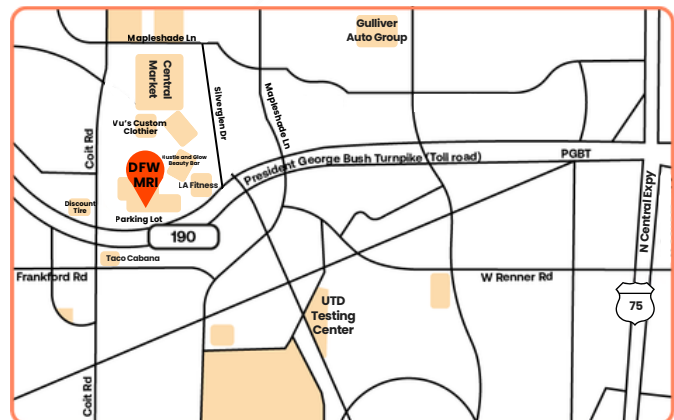 Gulliver
Auto Group
Mapleshade Ln
Central
Market
Silverglen Dr
Mapleshade Ln
Vu's Custom
Clothier
Coit Rd
Hustle and Glow
Beauty Bar
DFW
MRI
LA Fitness
President George Bush Turnpike (Toll road)
PGBT
Discount
Tire
Parking Lot
N Central Expy
190
Taco Cabana
Frankford Rd
W Renner Rd
75
UTD
Testing
Center
Coit Rd